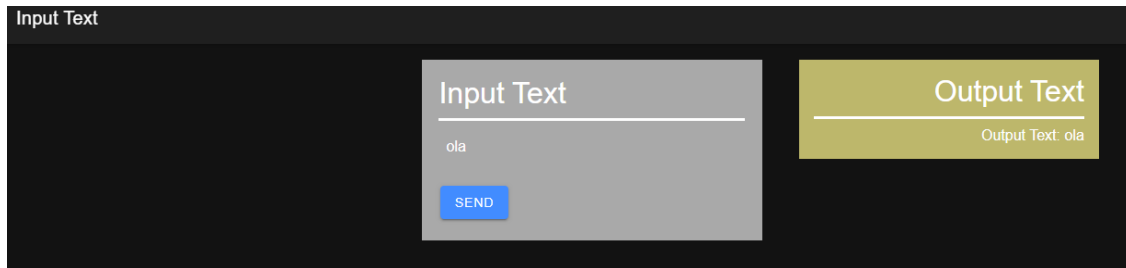 Input Text
Input Text
ola
SEND
Output Text
Output Text: ola